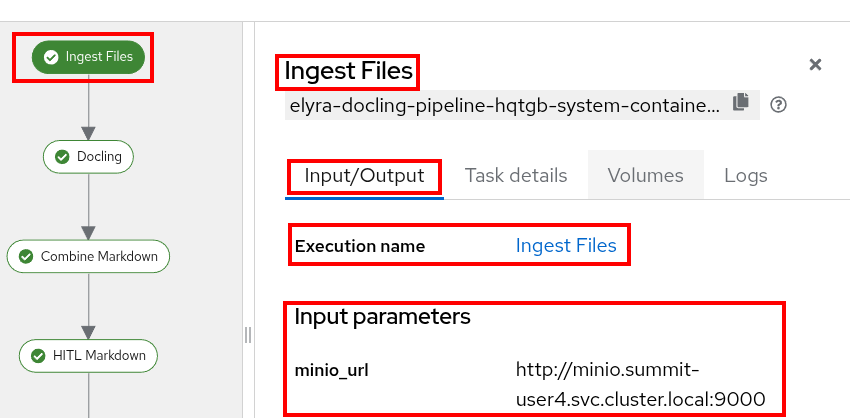 Ingest Files
Docling
Combine Markdown
HITL Markdown
Ingest Files
elyra-docling-pipeline-hqtgb-system-containe...
Input/Output Task details Volumes Logs
Execution name Ingest Files
Input parameters
minio_url http://minio.summit-
user4.svc.cluster.local:9000